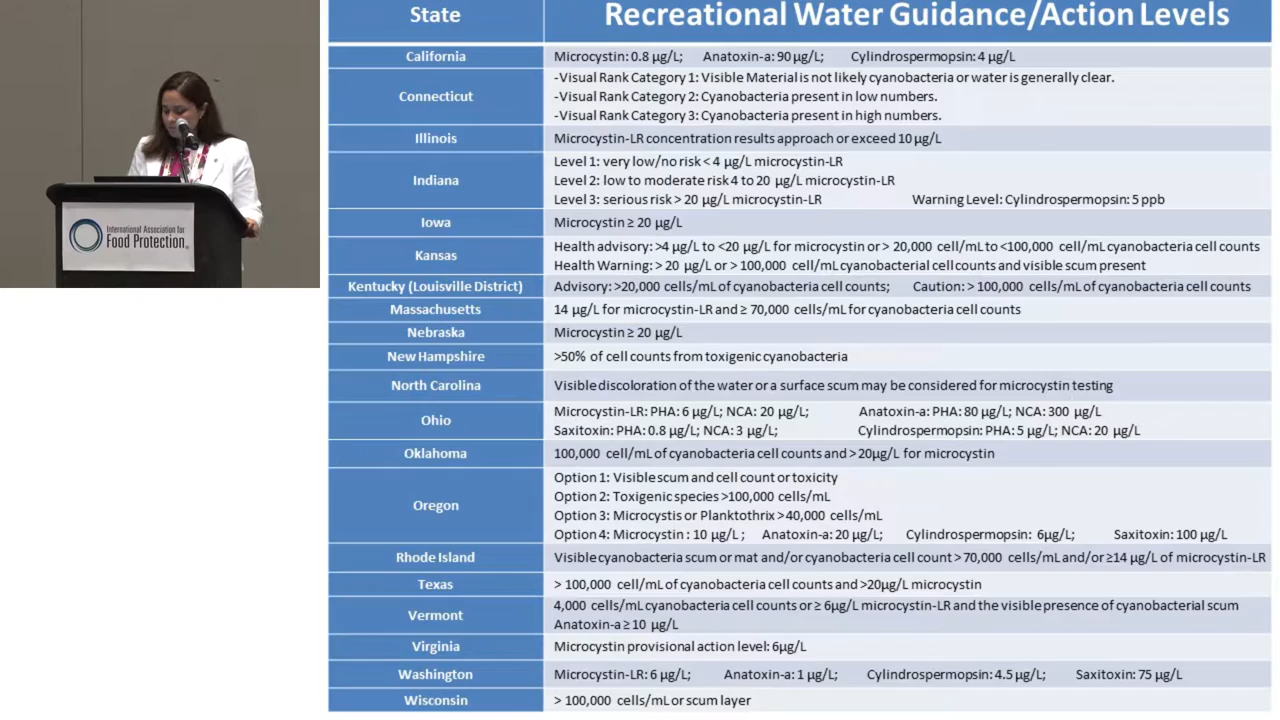 International Association for
Food Protection®
State Recreational Water Guidance/Action Levels
California Microcystin: 0.8 µg/L; Anatoxin-a: 90 µg/L; Cylindrospermopsin: 4 µg/L
Connecticut -Visual Rank Category 1: Visible Material is not likely cyanobacteria or water is generally clear.
-Visual Rank Category 2: Cyanobacteria present in low numbers.
-Visual Rank Category 3: Cyanobacteria present in high numbers.
Illinois Microcystin-LR concentration results approach or exceed 10 µg/L
Indiana Level 1: very low/no risk < 4 µg/L microcystin-LR
Level 2: low to moderate risk 4 to 20 µg/L microcystin-LR
Level 3: serious risk > 20 µg/L microcystin-LR Warning Level: Cylindrospermopsin: 5 ppb
Iowa Microcystin ≥ 20 µg/L
Kansas Health advisory: >4 µg/L to <20 µg/L for microcystin or > 20,000 cell/mL to <100,000 cell/mL cyanobacteria cell counts
Health Warning: > 20 µg/L or > 100,000 cell/mL cyanobacterial cell counts and visible scum present
Kentucky (Louisville District) Advisory: >20,000 cells/mL of cyanobacteria cell counts; Caution: > 100,000 cells/mL of cyanobacteria cell counts
Massachusetts 14 µg/L for microcystin-LR and ≥ 70,000 cells/mL for cyanobacteria cell counts
Nebraska Microcystin ≥ 20 µg/L
New Hampshire >50% of cell counts from toxigenic cyanobacteria
North Carolina Visible discoloration of the water or a surface scum may be considered for microcystin testing
Ohio Microcystin-LR: PHA: 6 µg/L; NCA: 20 µg/L; Anatoxin-a: PHA: 80 µg/L; NCA: 300 µg/L
Saxitoxin: PHA: 0.8 µg/L; NCA: 3 µg/L; Cylindrospermopsin: PHA: 5 µg/L; NCA: 20 µg/L
Oklahoma 100,000 cell/mL of cyanobacteria cell counts and > 20µg/L for microcystin
Oregon Option 1: Visible scum and cell count or toxicity
Option 2: Toxigenic species >100,000 cells/mL
Option 3: Microcystis or Planktothrix >40,000 cells/mL
Option 4: Microcystin : 10 µg/L ; Anatoxin-a: 20 µg/L; Cylindrospermopsin: 6µg/L; Saxitoxin: 100 µg/L
Rhode Island Visible cyanobacteria scum or mat and/or cyanobacteria cell count > 70,000 cells/mL and/or ≥14 µg/L of microcystin-LR
Texas > 100,000 cell/mL of cyanobacteria cell counts and >20µg/L microcystin
Vermont 4,000 cells/mL cyanobacteria cell counts or ≥ 6µg/L microcystin-LR and the visible presence of cyanobacterial scum
Anatoxin-a ≥ 10 µg/L
Virginia Microcystin provisional action level: 6µg/L
Washington Microcystin-LR: 6 µg/L; Anatoxin-a: 1 µg/L; Cylindrospermopsin: 4.5 µg/L; Saxitoxin: 75 µg/L
Wisconsin > 100,000 cells/mL or scum layer